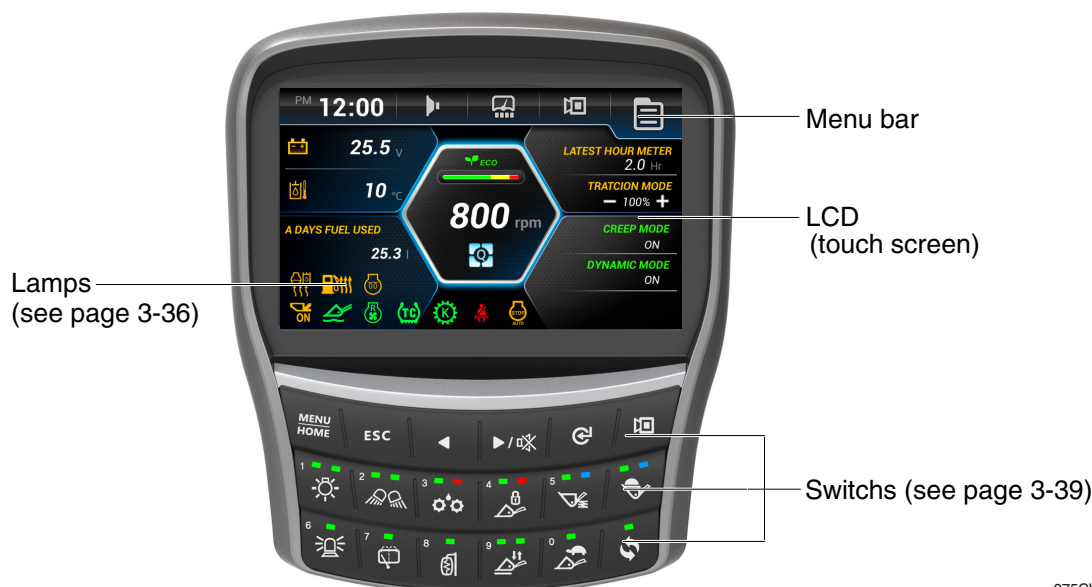 PM 12:00
Menu bar
25.5 V
ECO
LATEST HOUR METER
2.0 Hr
10 °C
TRATCION MODE
− 100% +
800 rpm
LCD
(touch screen)
A DAYS FUEL USED
25.3 l
CREEP MODE
ON
Q
DYNAMIC MODE
ON
Lamps
(see page 3-36)
ON
R
TC
K
STOP
AUTO
MENU
HOME
ESC
1
2
3
4
5
Switchs (see page 3-39)
6
7
8
9
0